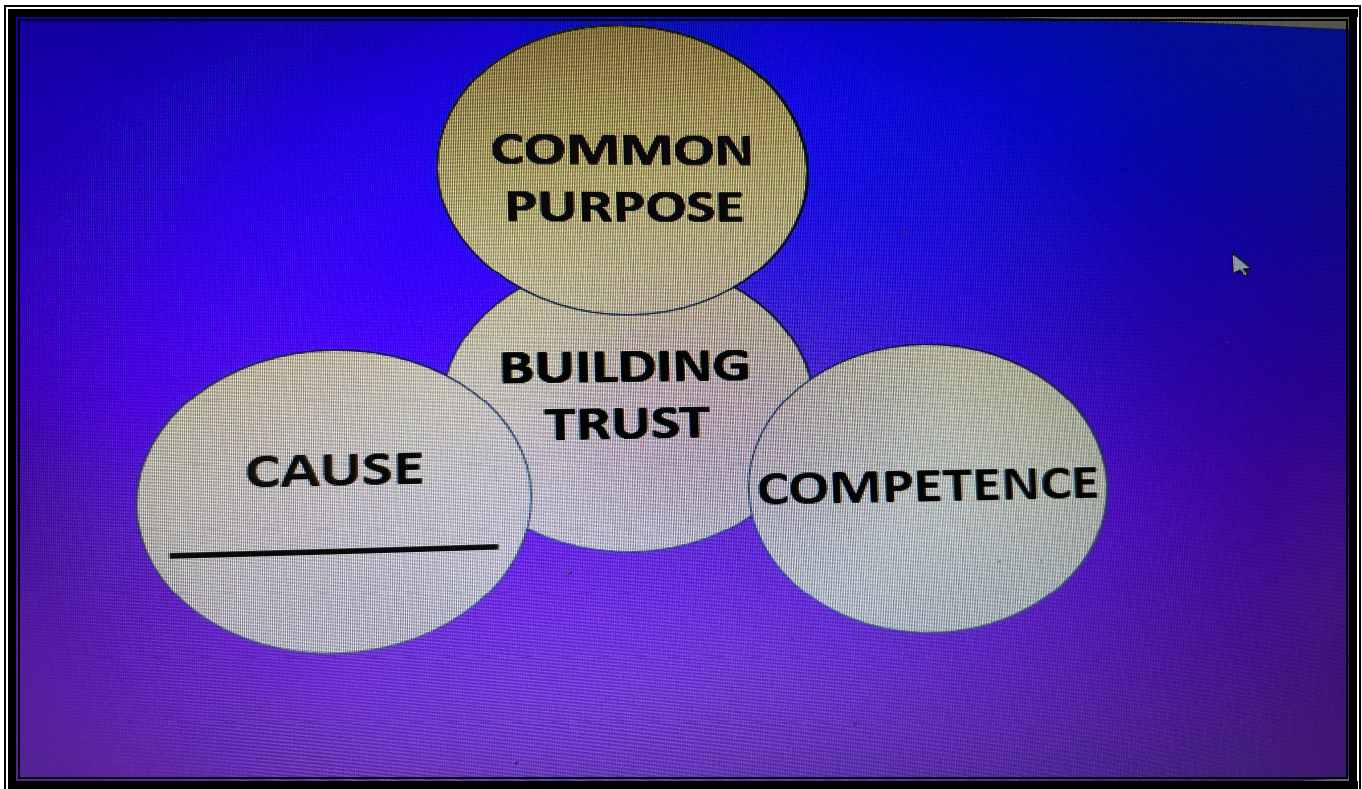 COMMON
PURPOSE
BUILDING
TRUST
CAUSE
COMPETENCE